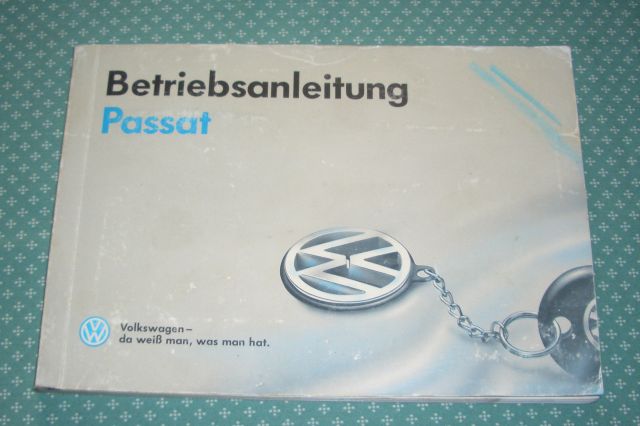 Betriebsanleitung
Passat
Volkswagen–
da weiß man, was man hat.